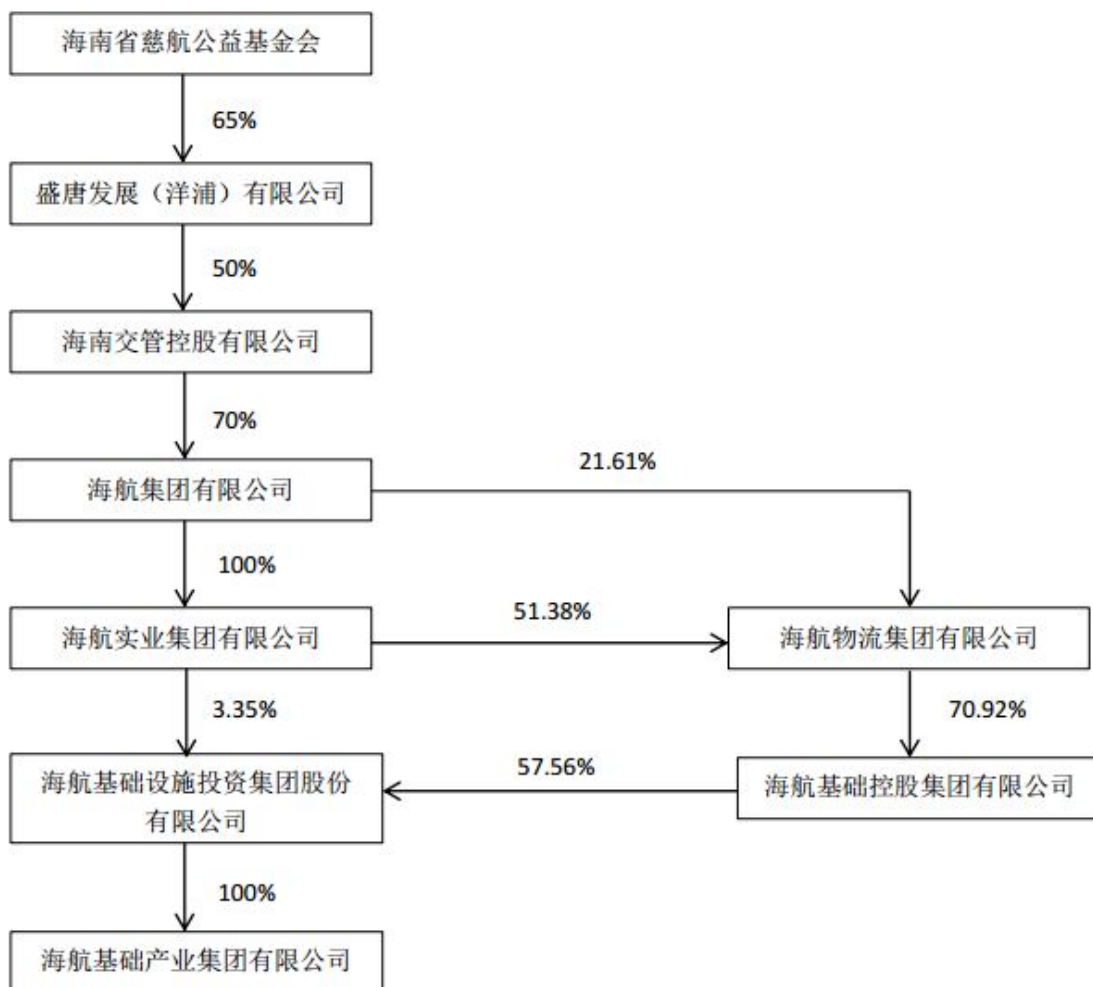 海南省慈航公益基金会
65%
盛唐发展（洋浦）有限公司
50%
海南交管控股有限公司
70%
21.61%
海航集团有限公司
100%
51.38%
海航实业集团有限公司
海航物流集团有限公司
3.35%
70.92%
57.56%
海航基础设施投资集团股份
有限公司
海航基础控股集团有限公司
100%
海航基础产业集团有限公司